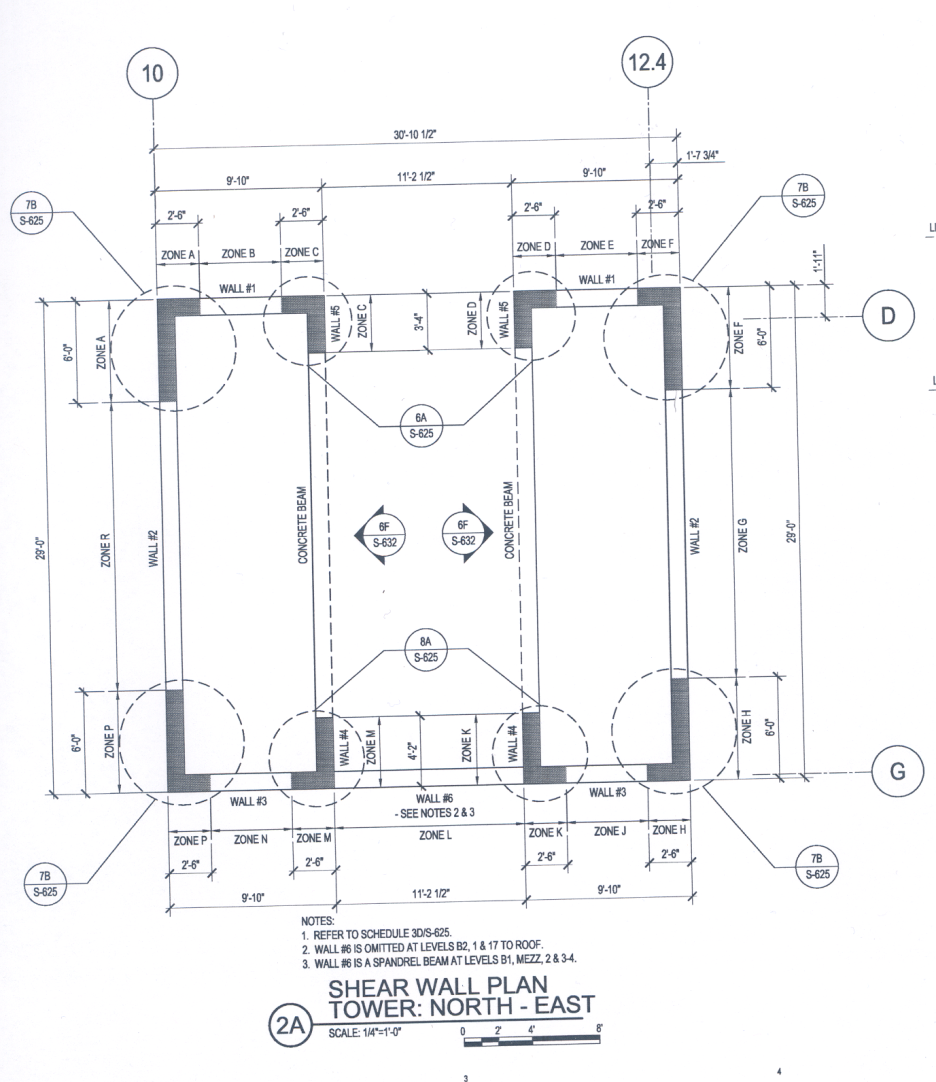 10
12.4
30'-10 1/2"
1'-7 3/4"
9'-10"
11'-2 1/2"
9'-10"
7B
S-625
2'-6"
2'-6"
2'-6"
2'-6"
7B
S-625
ZONE A
ZONE B
ZONE C
ZONE D
ZONE E
ZONE F
1'-11"
WALL #1
WALL #1
D
6'-0"
ZONE A
WALL #5
ZONE C
3'-4"
ZONE D
WALL #5
ZONE F
6'-0"
6A
S-625
29'-0"
ZONE R
WALL #2
CONCRETE BEAM
6F
S-632
6F
S-632
CONCRETE BEAM
WALL #2
ZONE G
29'-0"
8A
S-625
6'-0"
ZONE P
WALL #4
ZONE M
4'-2"
ZONE K
WALL #4
ZONE H
6'-0"
G
WALL #3
WALL #6
- SEE NOTES 2 & 3
WALL #3
ZONE P
ZONE N
ZONE M
ZONE L
ZONE K
ZONE J
ZONE H
2'-6"
2'-6"
2'-6"
2'-6"
7B
S-625
7B
S-625
9'-10"
11'-2 1/2"
9'-10"
NOTES:
1. REFER TO SCHEDULE 3D/S-625.
2. WALL #6 IS OMITTED AT LEVELS B2, 1 & 17 TO ROOF.
3. WALL #6 IS A SPANDREL BEAM AT LEVELS B1, MEZZ, 2 & 3-4.
SHEAR WALL PLAN
TOWER: NORTH - EAST
2A
SCALE: 1/4"=1'-0"
0 2' 4' 8'
3
4